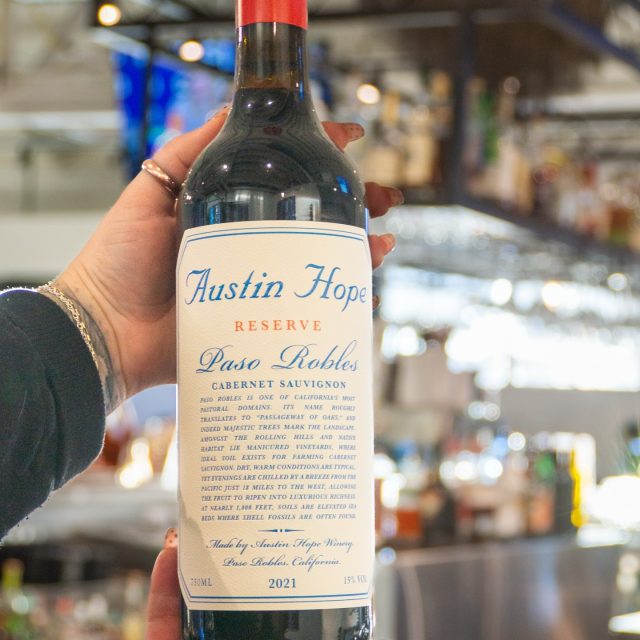 Austin Hope
RESERVE
Paso Robles
CABERNET SAUVIGNON
PASO ROBLES IS ONE OF CALIFORNIA'S MOST
PASTORAL DOMAINS. ITS NAME ROUGHLY
TRANSLATES TO "PASSAGEWAY OF OAKS," AND
INDEED MAJESTIC TREES MARK THE LANDSCAPE.
AMONGST THE ROLLING HILLS AND NATIVE
HABITAT LIE MANICURED VINEYARDS, WHERE
IDEAL SOIL EXISTS FOR FARMING CABERNET
SAUVIGNON. DRY, WARM CONDITIONS ARE TYPICAL,
YET EVENINGS ARE CHILLED BY A BREEZE FROM THE
PACIFIC JUST 18 MILES TO THE WEST, ALLOWING
THE FRUIT TO RIPEN INTO LUXURIOUS RICHNESS.
AT NEARLY 1,000 FEET, SOILS ARE ELEVATED SEA
BEDS WHERE SHELL FOSSILS ARE OFTEN FOUND.
Made by Austin Hope Winery
Paso Robles, California.
750ML 2021 15% VOL